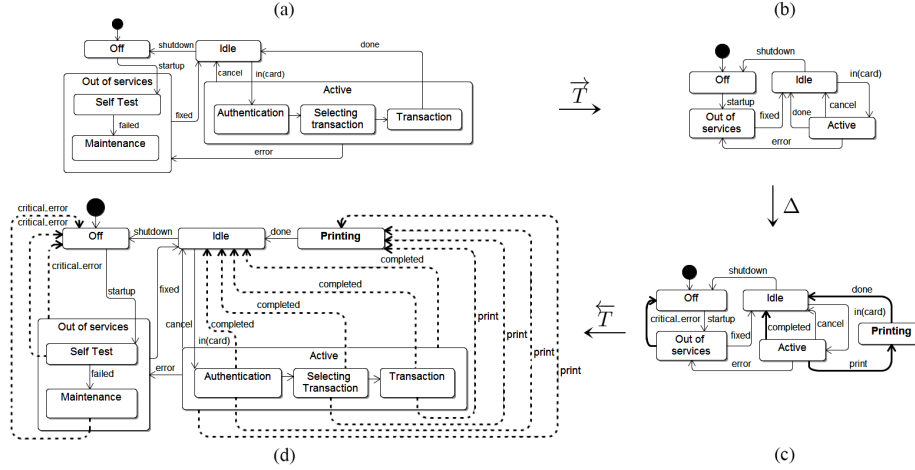 (a)
Off
shutdown
Idle
done
startup
cancel
in(card)
Out of services
Self Test
failed
Maintenance
fixed
Active
Authentication
Selecting
transaction
Transaction
error
T
(b)
shutdown
Off
Idle
in(card)
startup
cancel
Out of
services
fixed
done
Active
error
Δ
(c)
shutdown
Off
Idle
done
critical_error
startup
in(card)
completed
cancel
Printing
Out of
services
fixed
Active
print
error
T
(d)
critical_error
critical_error
Off
shutdown
Idle
done
Printing
critical_error
completed
startup
fixed
completed
completed
cancel
completed
print
print
print
print
Out of services
in(card)
Active
Self Test
failed
error
Maintenance
Authentication
Selecting
Transaction
Transaction